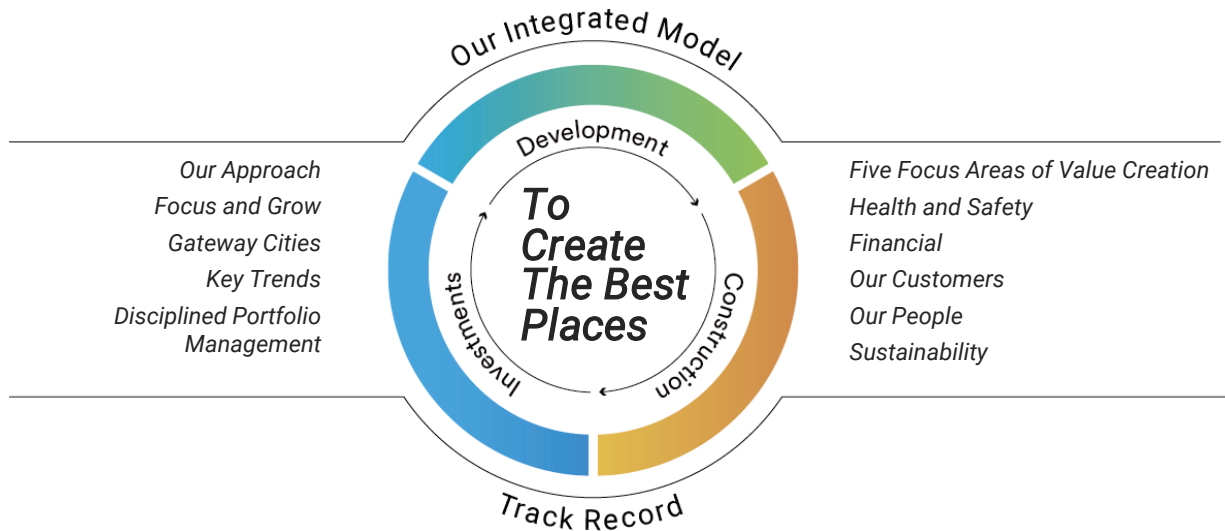 Our Integrated Model
Our Approach
Focus and Grow
Gateway Cities
Key Trends
Disciplined Portfolio
Management
Development
Construction
Investments
To
Create
The Best
Places
Five Focus Areas of Value Creation
Health and Safety
Financial
Our Customers
Our People
Sustainability
Track Record